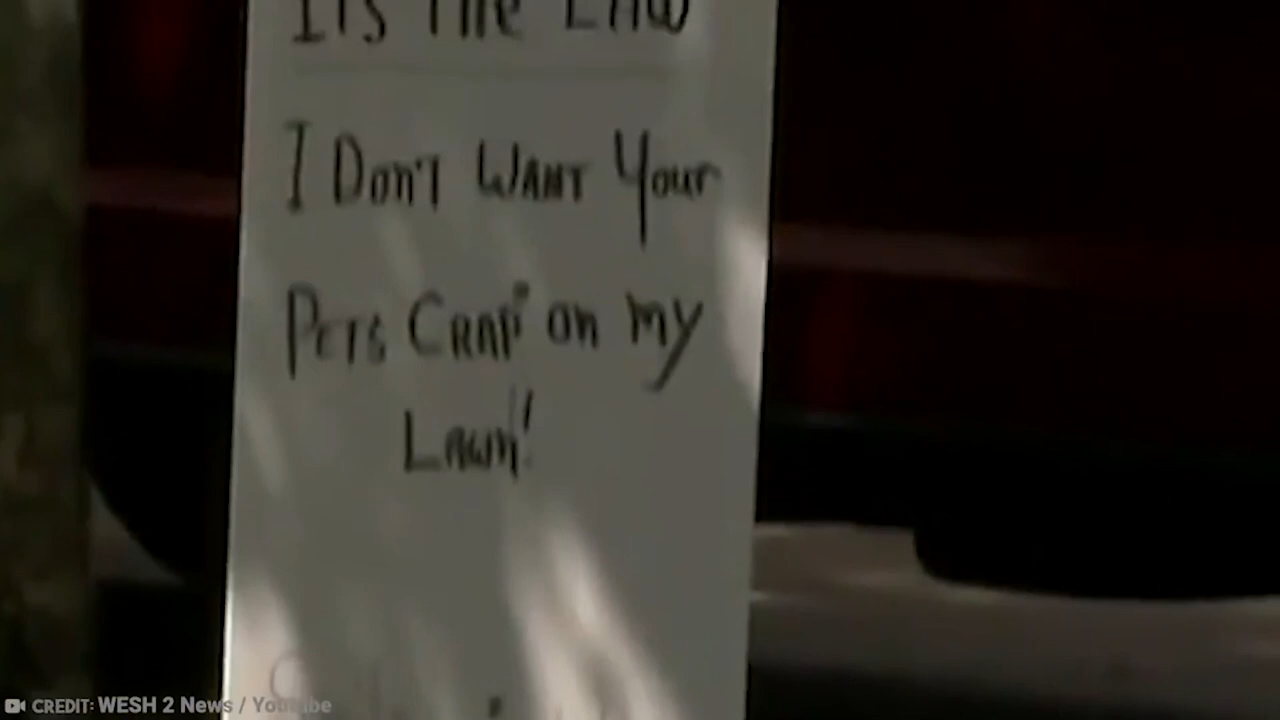 ITS THE LAW
I DON'T WANT YOUR
PETS CRAP ON MY
LAWN!
CREDIT: WESH 2 News / Youtube